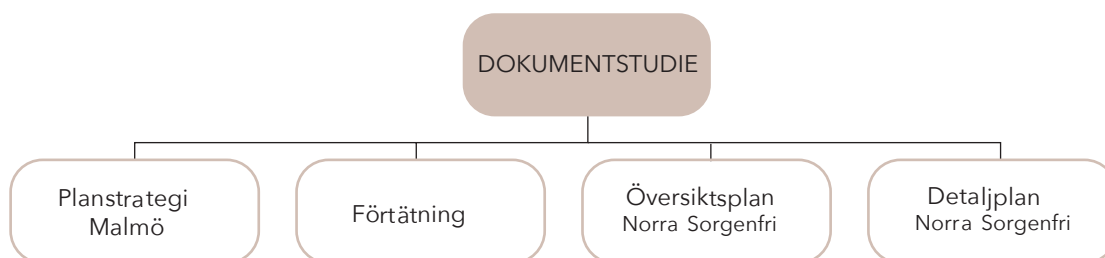 DOKUMENTSTUDIE
Planstrategi
Malmö
Förtätning
Översiktsplan
Norra Sorgenfri
Detaljplan
Norra Sorgenfri